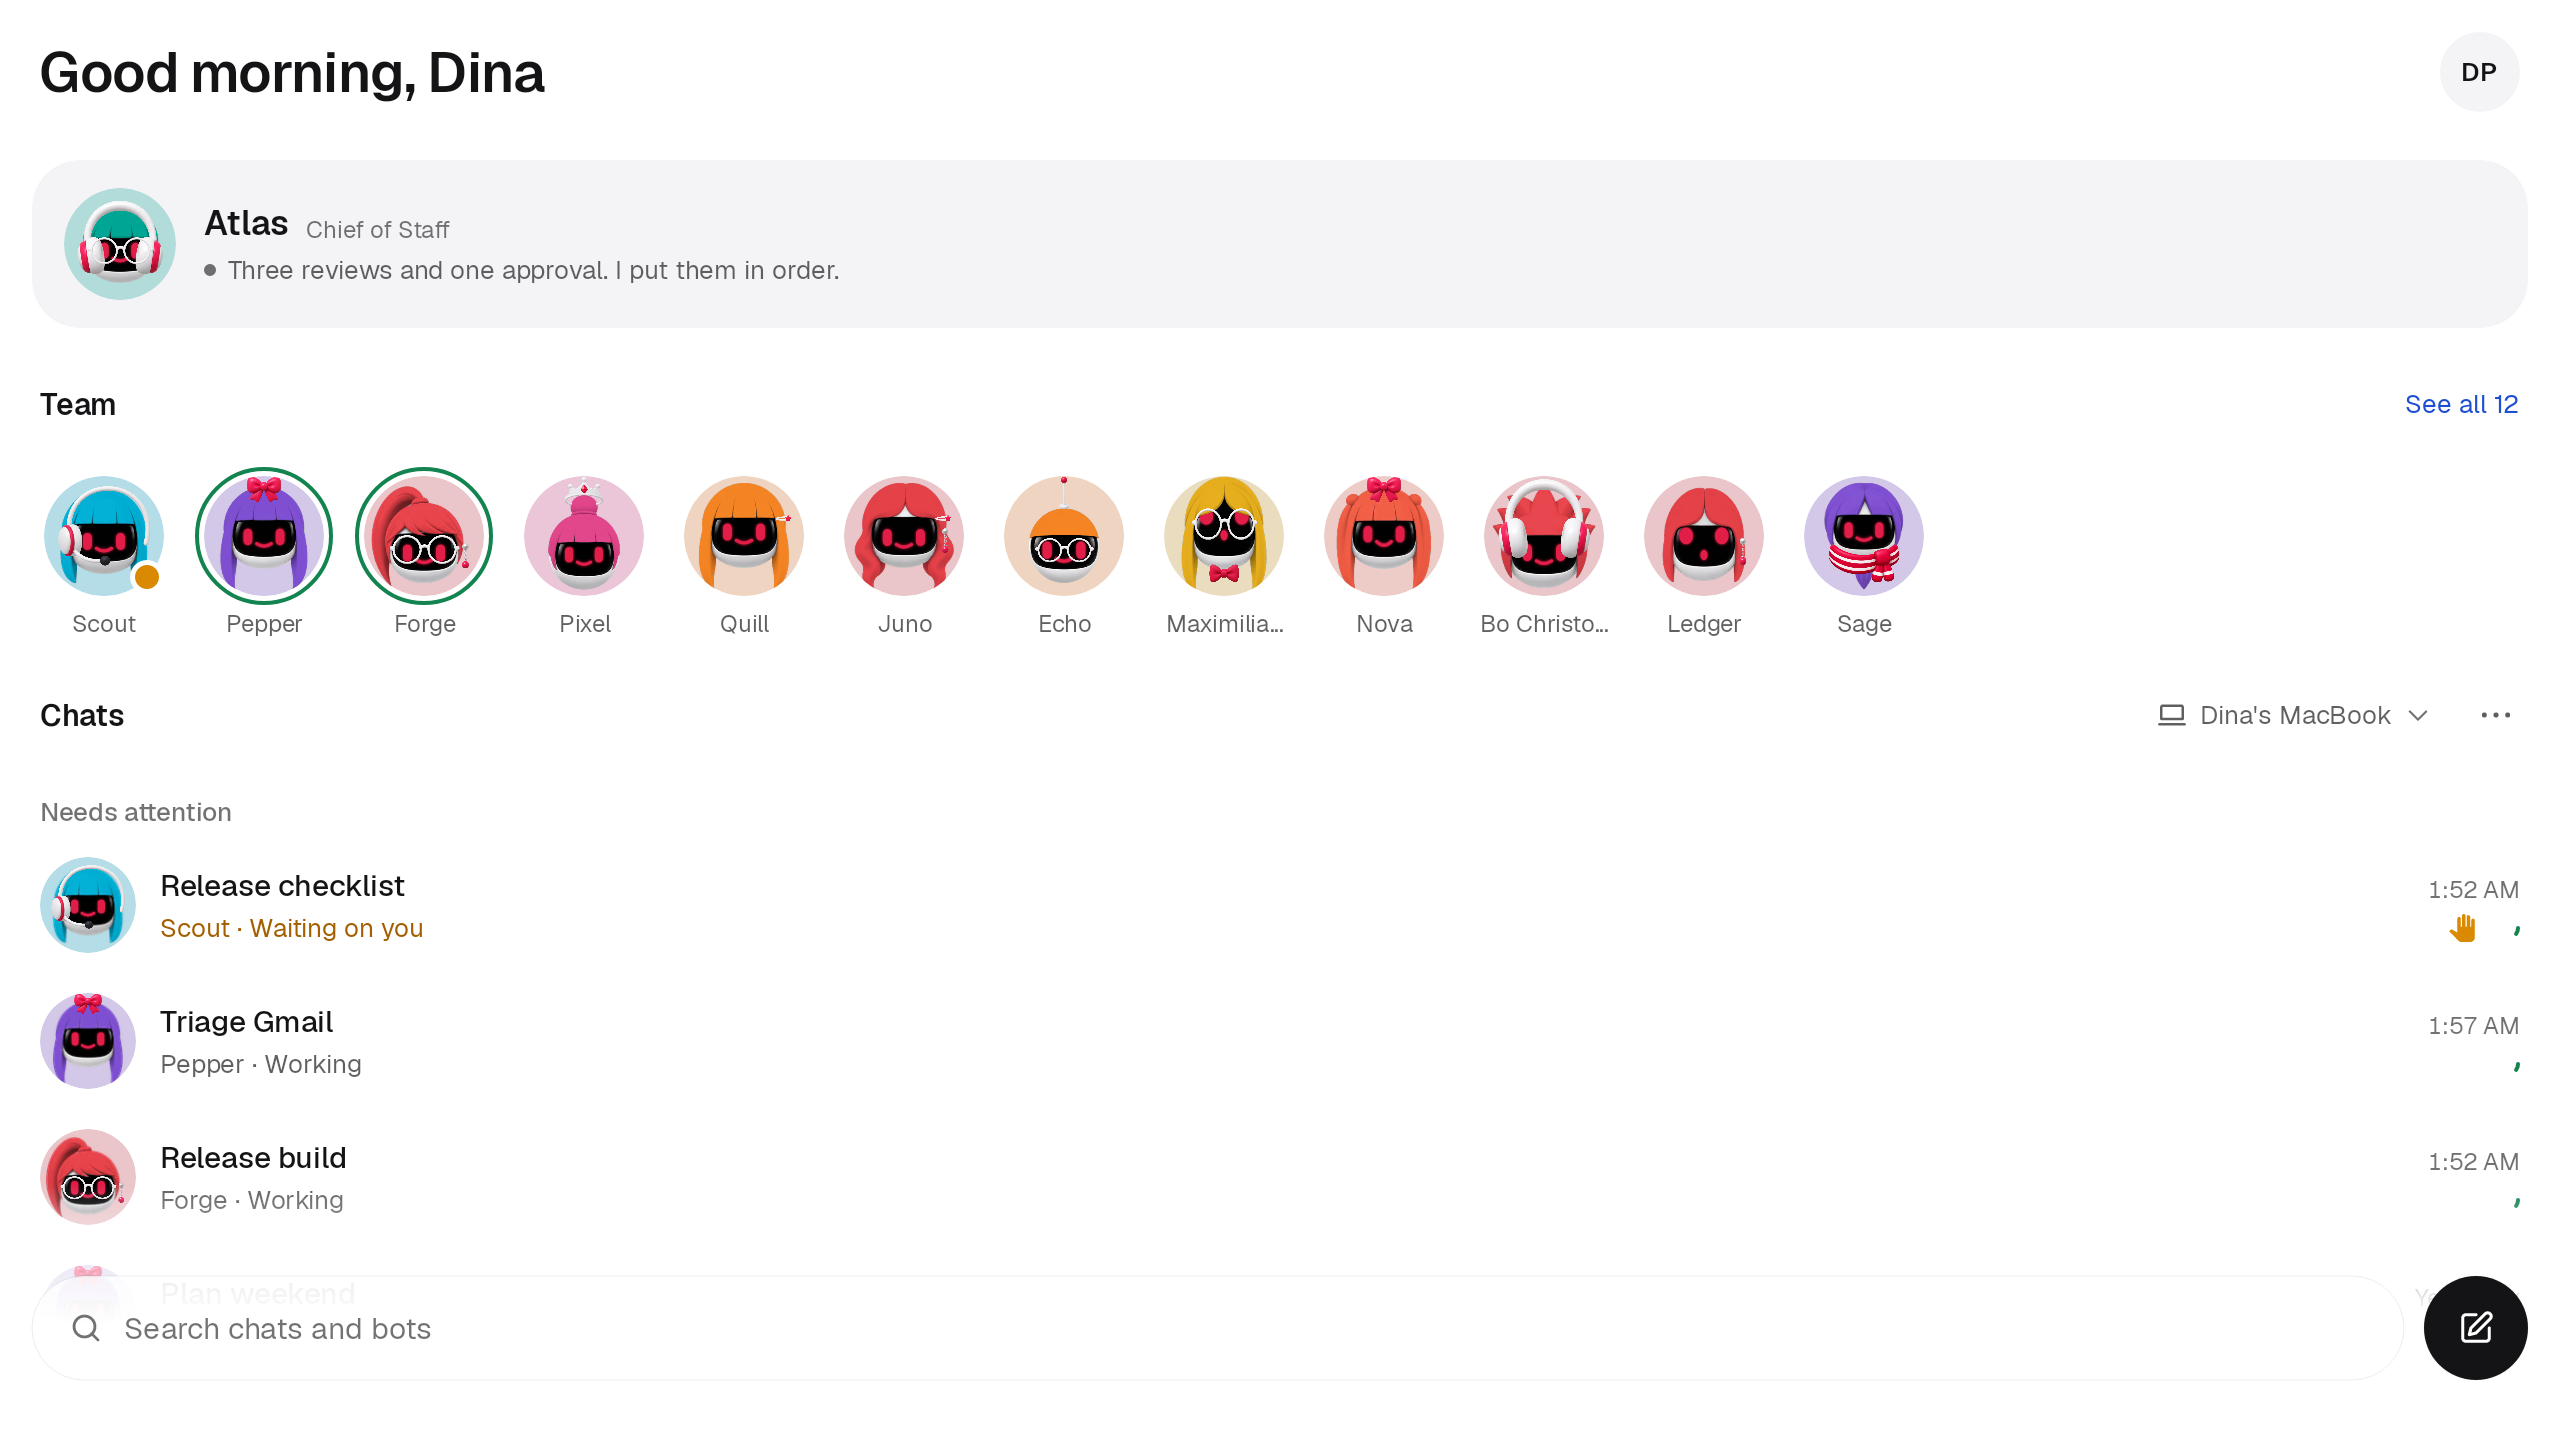 Good morning, Dina
DP
Atlas Chief of Staff
Three reviews and one approval. I put them in order.
Team
See all 12
Scout
Pepper
Forge
Pixel
Quill
Juno
Echo
Maximilia...
Nova
Bo Christo...
Ledger
Sage
Chats
Dina's MacBook
Needs attention
Release checklist
1:52 AM
Scout · Waiting on you
Triage Gmail
1:57 AM
Pepper · Working
Release build
1:52 AM
Forge · Working
Plan weekend
Search chats and bots